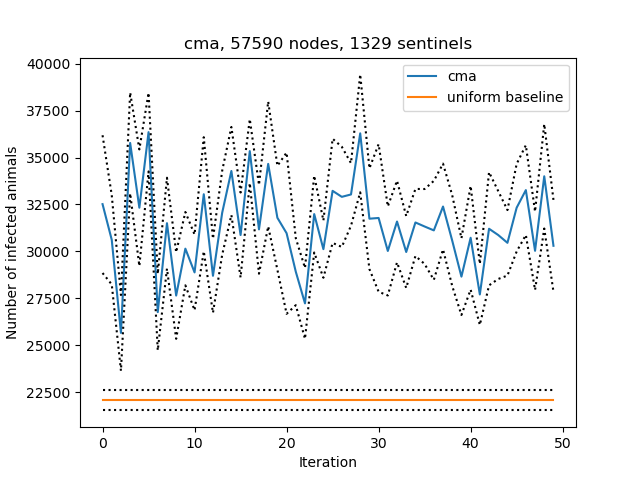 cma, 57590 nodes, 1329 sentinels
40000
37500
35000
32500
30000
27500
25000
22500
Number of infected animals
cma
uniform baseline
0
10
20
30
40
50
Iteration